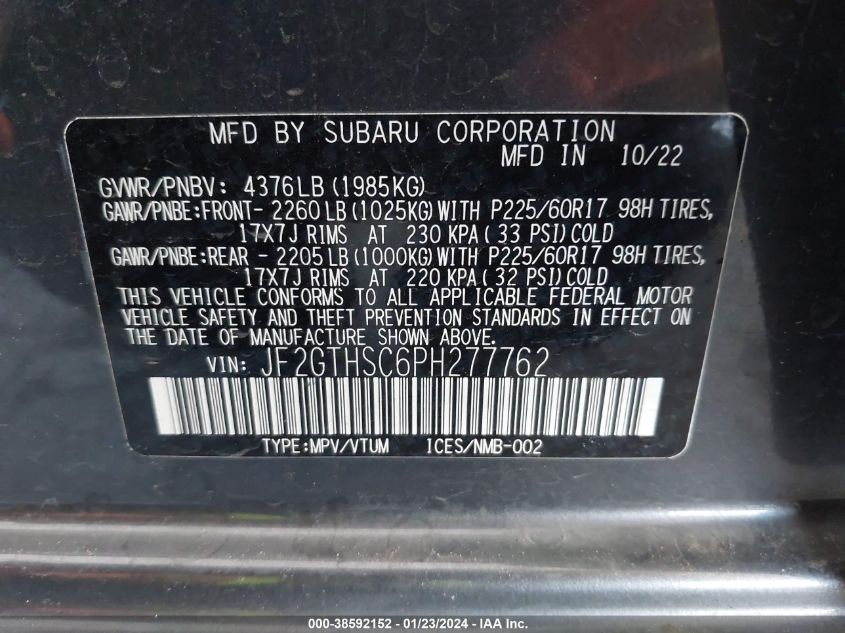 MFD BY SUBARU CORPORATION
MFD IN 10/22
GVWR/PNBV: 4376LB (1985KG)
GAWR/PNBE:FRONT- 2260 LB (1025KG) WITH P225/60R17 98H TIRES,
17X7J RIMS AT 230 KPA ( 33 PSI) COLD
GAWR/PNBE:REAR - 2205 LB (1000KG) WITH P225/60R17 98H TIRES,
17X7J RIMS AT 220 KPA ( 32 PSI) COLD
THIS VEHICLE CONFORMS TO ALL APPLICABLE FEDERAL MOTOR
VEHICLE SAFETY AND THEFT PREVENTION STANDARDS IN EFFECT ON
THE DATE OF MANUFACTURE SHOWN ABOVE.
VIN: JF2GTHSC6PH277762
TYPE:MPV/VTUM ICES/NMB-002
000-38592152 - 01/23/2024 - IAA Inc.